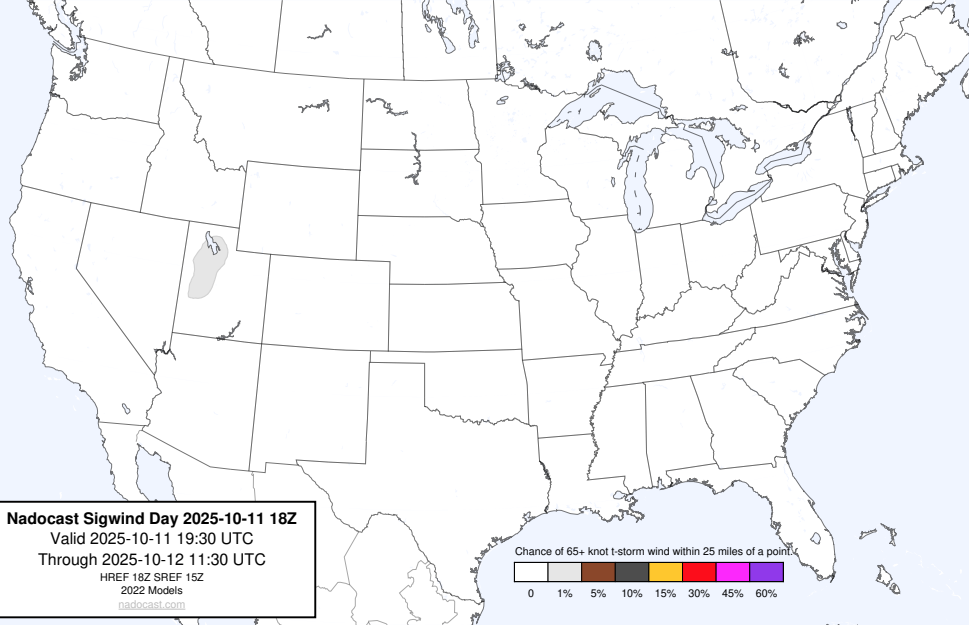 Nadocast Sigwind Day 2025-10-11 18Z
Valid 2025-10-11 19:30 UTC
Through 2025-10-12 11:30 UTC
HREF 18Z SREF 15Z
2022 Models
nadocast.com
Chance of 65+ knot t-storm wind within 25 miles of a point.
0 1% 5% 10% 15% 30% 45% 60%